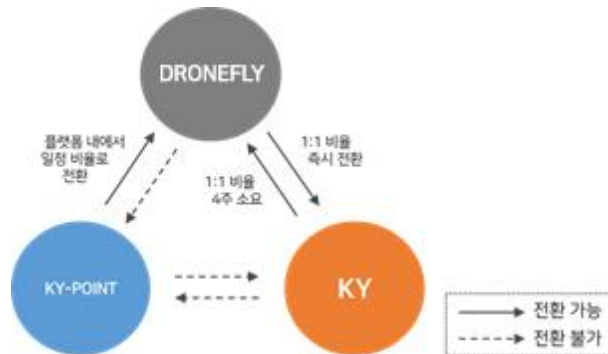 DRONEFLY
플랫폼 내에서
일정 비율로
전환
1:1 비율
즉시 전환
1:1 비율
4주 소요
KY-POINT
KY
전환 가능
전환 불가